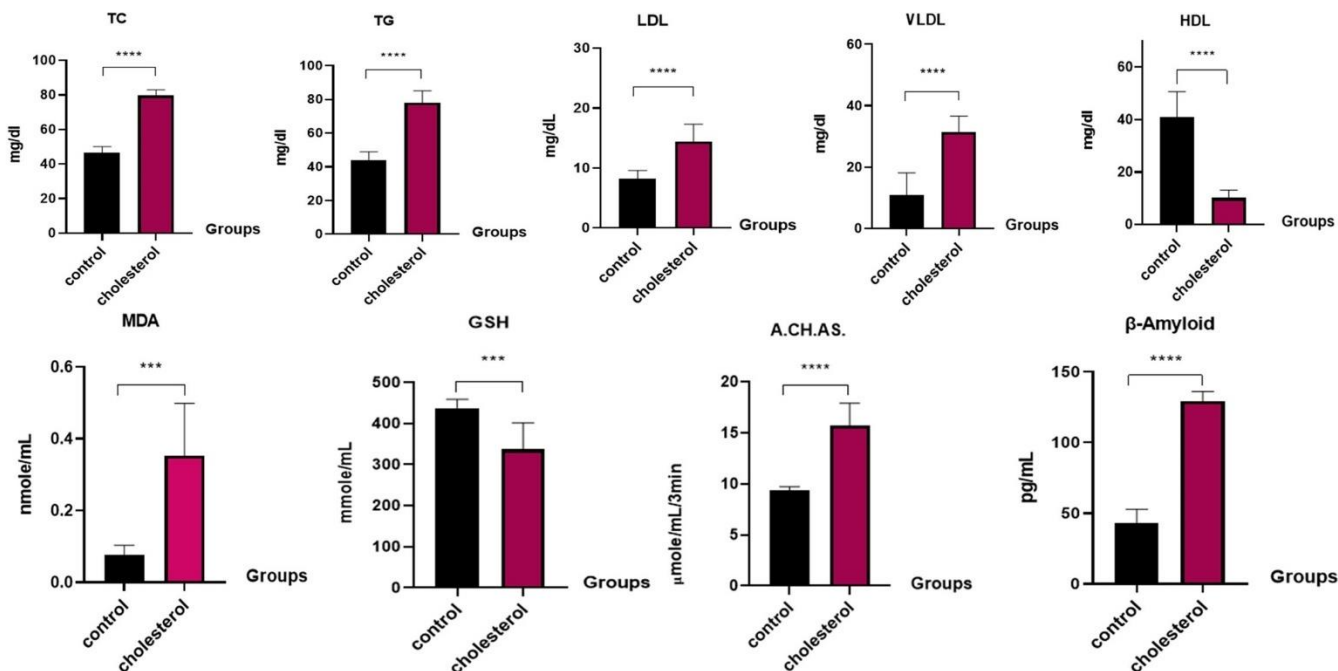 TC
****
100
80
60
40
20
0
mg/dl
control
cholesterol
Groups
TG
****
100
80
60
40
20
0
mg/dl
control
cholesterol
Groups
LDL
****
30
20
10
0
mg/dL
control
cholesterol
Groups
VLDL
****
60
40
20
0
mg/dl
control
cholesterol
Groups
HDL
****
60
40
20
0
mg/dl
control
cholesterol
Groups
MDA
***
0.6
0.4
0.2
0.0
nmole/mL
control
cholesterol
Groups
GSH
***
500
400
300
200
100
0
mmole/mL
control
cholesterol
Groups
A.CH.AS.
****
20
15
10
5
0
μmole/mL/3min
control
cholesterol
Groups
β-Amyloid
****
150
100
50
0
pg/mL
control
cholesterol
Groups